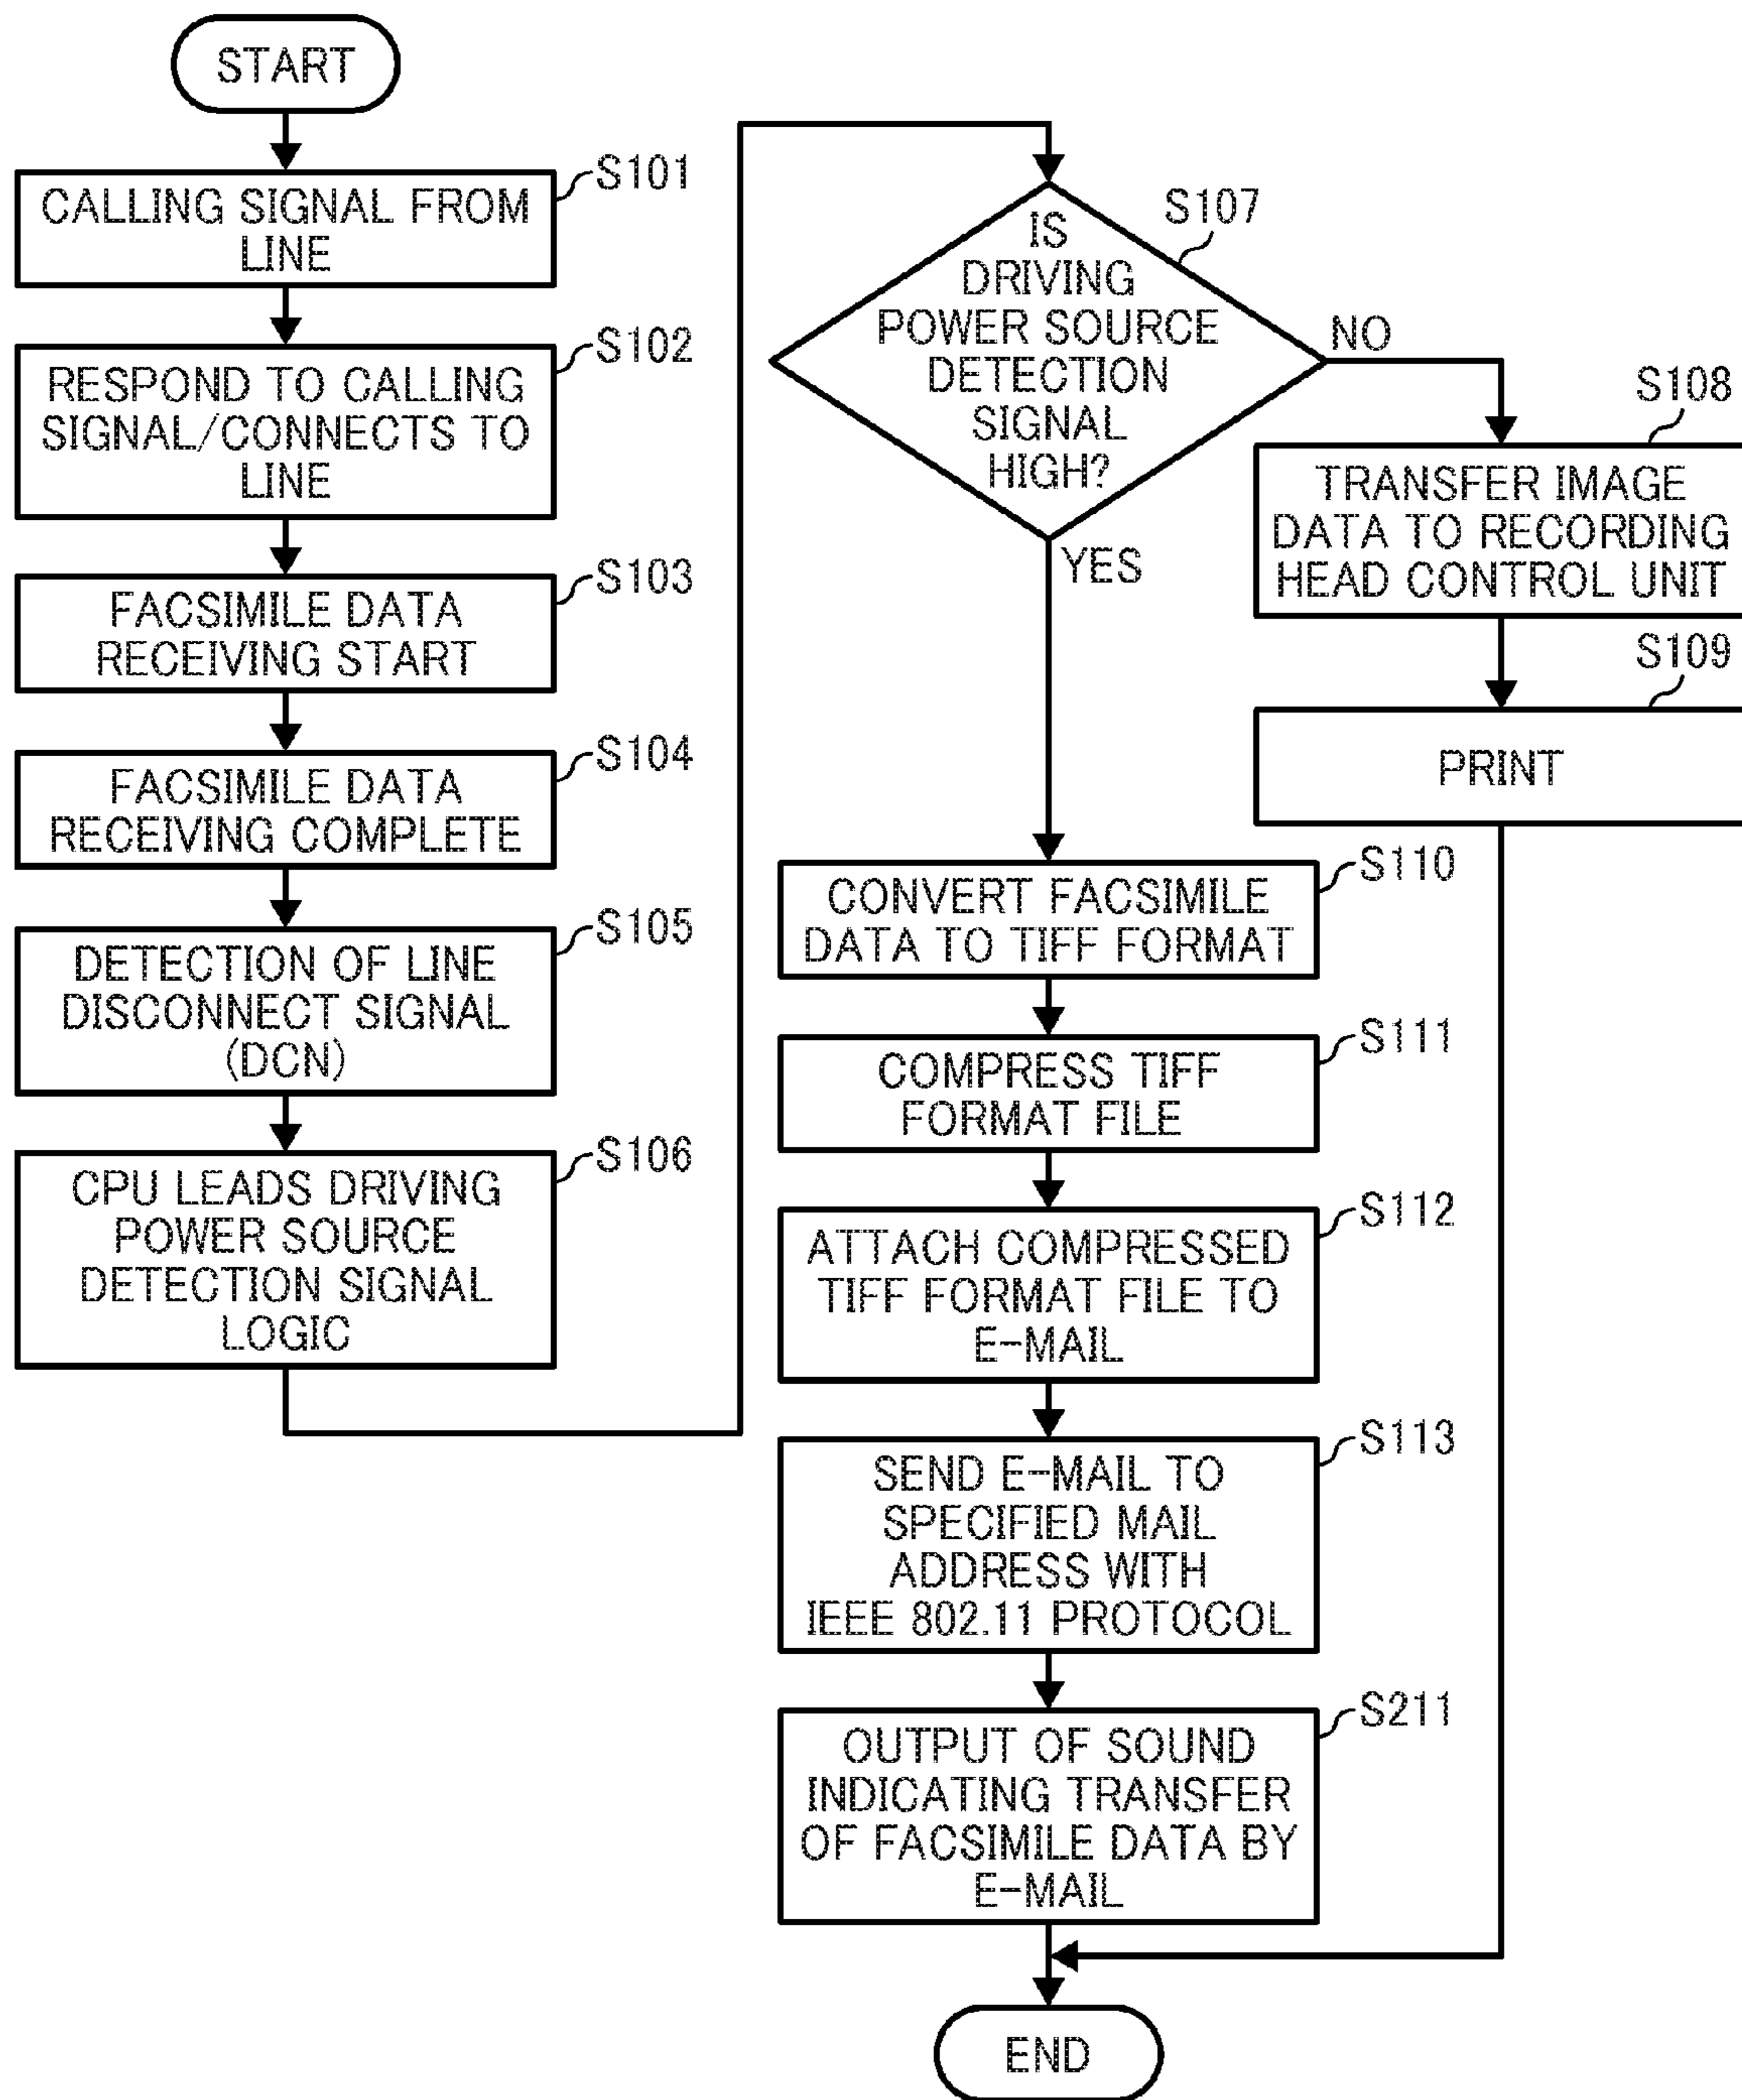 START
S101
CALLING SIGNAL FROM
LINE
S102
RESPOND TO CALLING
SIGNAL/CONNECTS TO
LINE
S103
FACSIMILE DATA
RECEIVING START
S104
FACSIMILE DATA
RECEIVING COMPLETE
S105
DETECTION OF LINE
DISCONNECT SIGNAL
(DCN)
S106
CPU LEADS DRIVING
POWER SOURCE
DETECTION SIGNAL
LOGIC
S107
IS
DRIVING
POWER SOURCE
DETECTION
SIGNAL
HIGH?
NO
YES
S108
TRANSFER IMAGE
DATA TO RECORDING
HEAD CONTROL UNIT
S109
PRINT
S110
CONVERT FACSIMILE
DATA TO TIFF FORMAT
S111
COMPRESS TIFF
FORMAT FILE
S112
ATTACH COMPRESSED
TIFF FORMAT FILE TO
E-MAIL
S113
SEND E-MAIL TO
SPECIFIED MAIL
ADDRESS WITH
IEEE 802.11 PROTOCOL
S211
OUTPUT OF SOUND
INDICATING TRANSFER
OF FACSIMILE DATA BY
E-MAIL
END